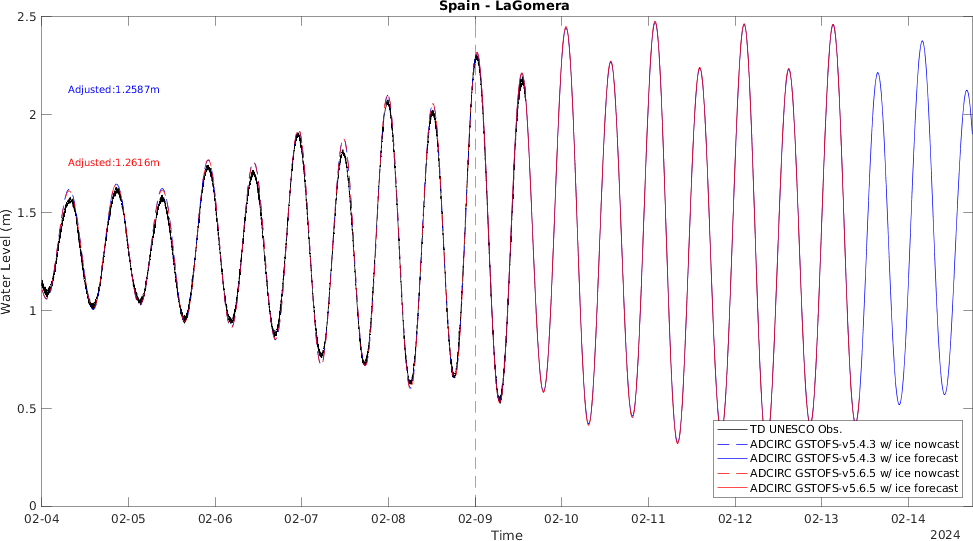 Spain - LaGomera
2.5
2
1.5
1
0.5
0
Water Level (m)
Adjusted:1.2587m
Adjusted:1.2616m
TD UNESCO Obs.
ADCIRC GSTOFS-v5.4.3 w/ ice nowcast
ADCIRC GSTOFS-v5.4.3 w/ ice forecast
ADCIRC GSTOFS-v5.6.5 w/ ice nowcast
ADCIRC GSTOFS-v5.6.5 w/ ice forecast
02-04 02-05 02-06 02-07 02-08 02-09 02-10 02-11 02-12 02-13 02-14
Time
2024